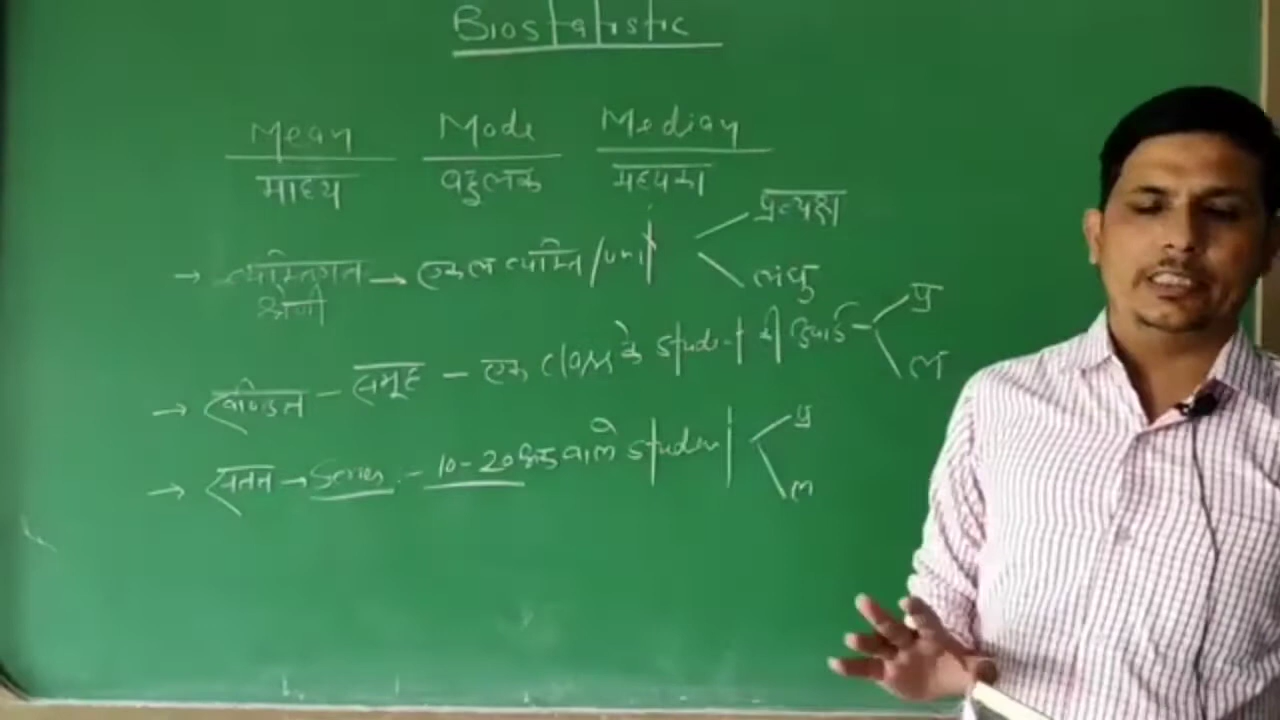 Biostatistic
Mean Mode Median
माध्य बहुलक मध्यका
प्रत्यक्ष
→ व्यक्तिगत → एकल व्यक्ति / unit
श्रेणी
लघु
→ खण्डित - समूह - एक class के student की हाईट - प्र
ल
→ सतत → Series - 10-20 वाले student प्र
ल